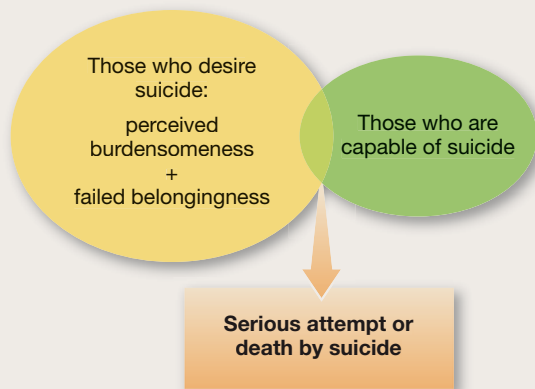 Those who desire
suicide:
perceived
burdensomeness
+
failed belongingness
Those who are
capable of suicide
Serious attempt or
death by suicide